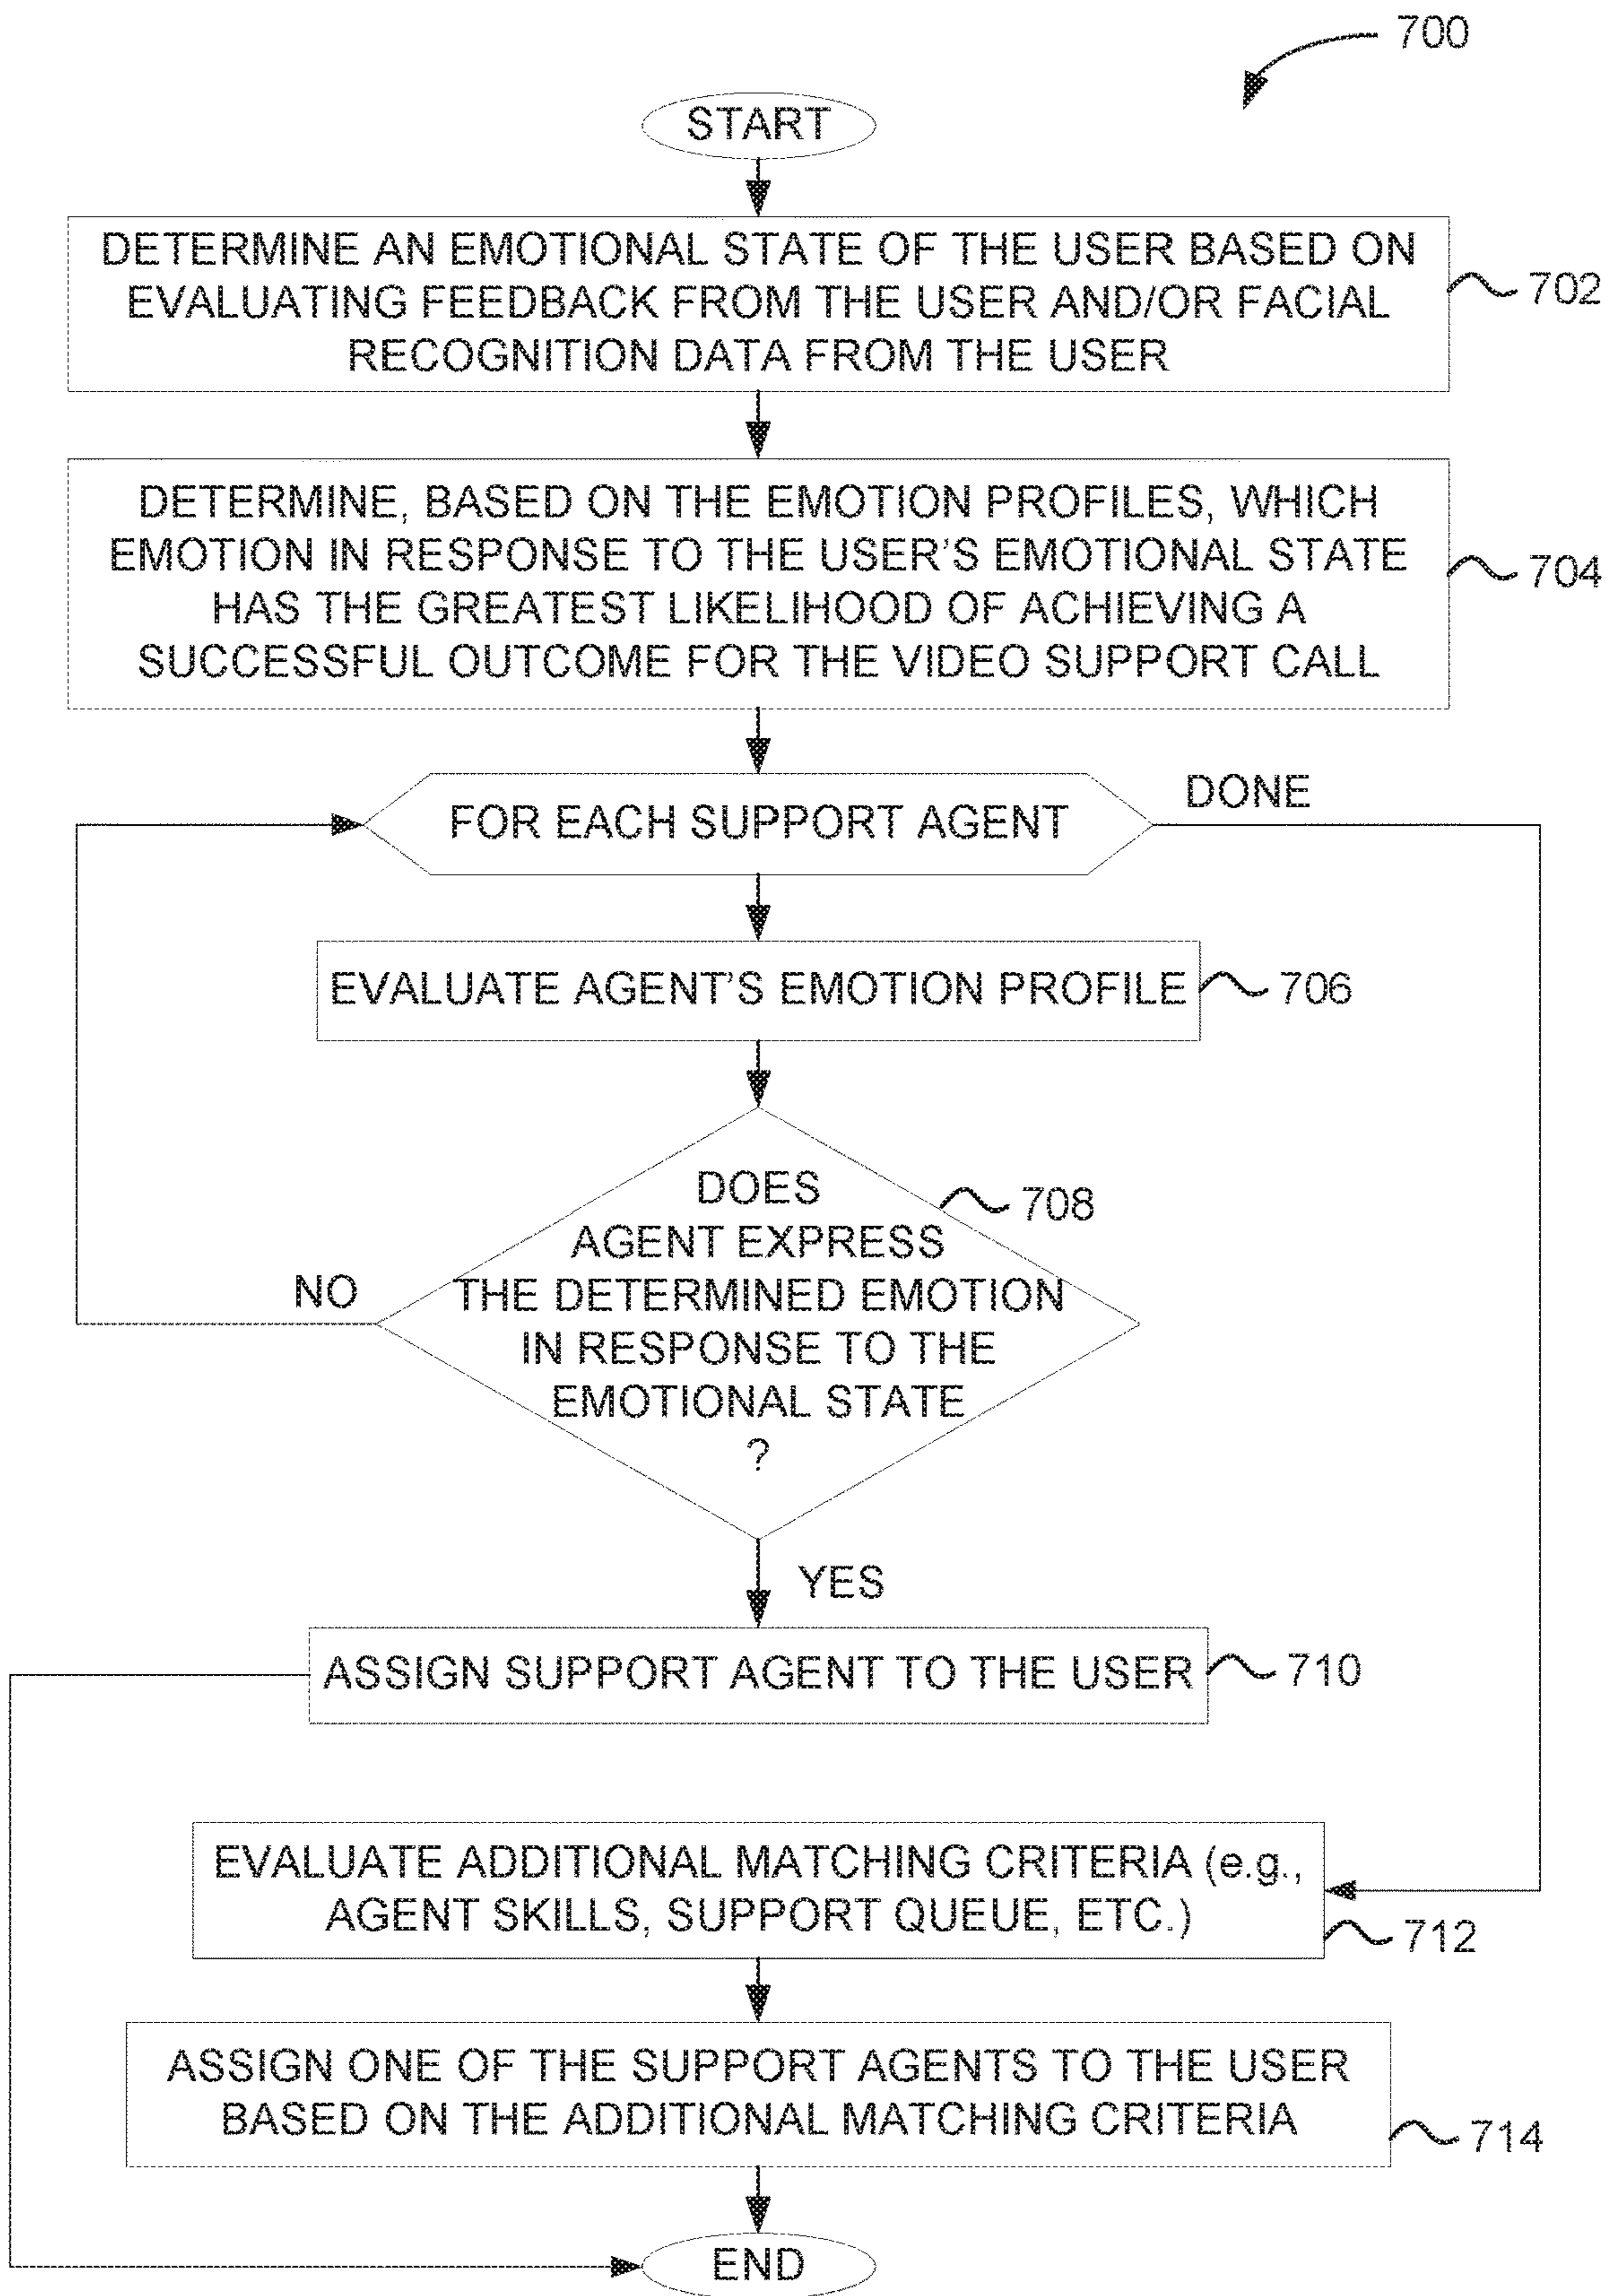 700
START
DETERMINE AN EMOTIONAL STATE OF THE USER BASED ON
EVALUATING FEEDBACK FROM THE USER AND/OR FACIAL
RECOGNITION DATA FROM THE USER
702
DETERMINE, BASED ON THE EMOTION PROFILES, WHICH
EMOTION IN RESPONSE TO THE USER'S EMOTIONAL STATE
HAS THE GREATEST LIKELIHOOD OF ACHIEVING A
SUCCESSFUL OUTCOME FOR THE VIDEO SUPPORT CALL
704
FOR EACH SUPPORT AGENT
DONE
EVALUATE AGENT'S EMOTION PROFILE
706
DOES
AGENT EXPRESS
THE DETERMINED EMOTION
IN RESPONSE TO THE
EMOTIONAL STATE
?
708
NO
YES
ASSIGN SUPPORT AGENT TO THE USER
710
EVALUATE ADDITIONAL MATCHING CRITERIA (e.g.,
AGENT SKILLS, SUPPORT QUEUE, ETC.)
712
ASSIGN ONE OF THE SUPPORT AGENTS TO THE USER
BASED ON THE ADDITIONAL MATCHING CRITERIA
714
END